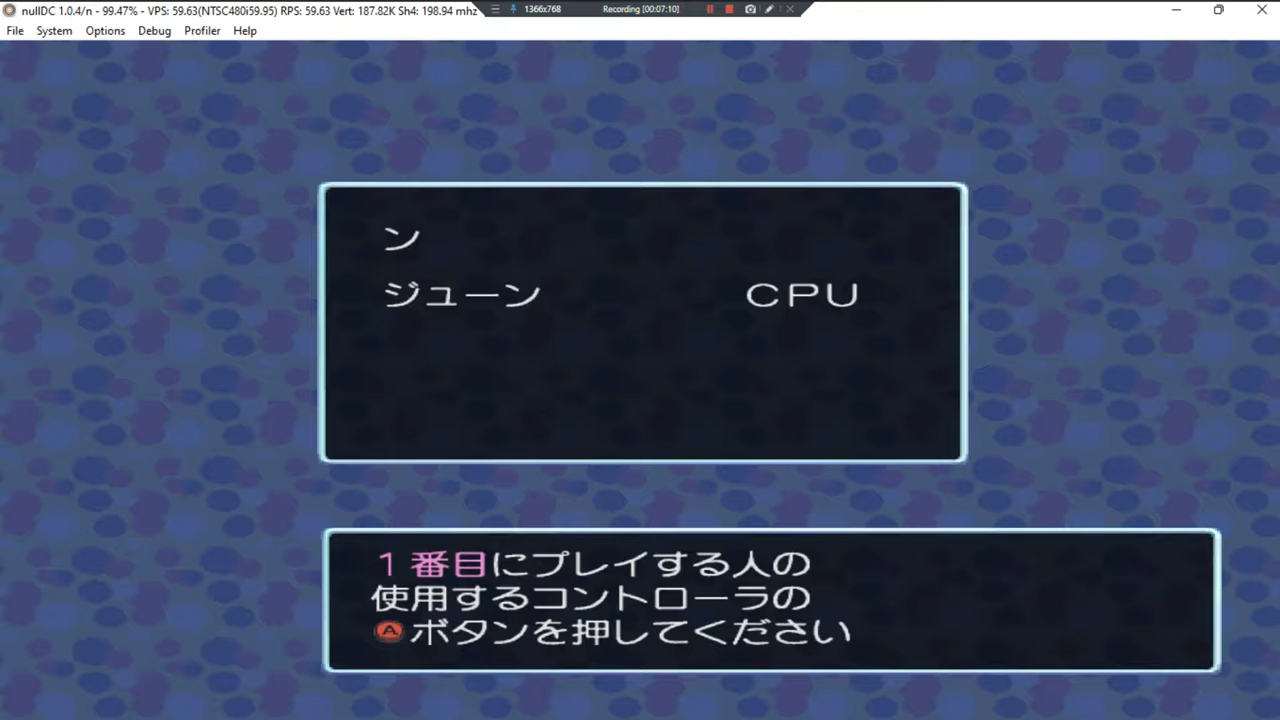 nullDC 1.0.4/n - 99.47% - VPS: 59.63(NTSC480i59.95) RPS: 59.63 Vert: 187.82K Sh4: 198.94 mhz
1366x768
Recording [00:07:10]
File System Options Debug Profiler Help
ン
ジューン CPU
1番目にプレイする人の
使用するコントローラの
Aボタンを押してください